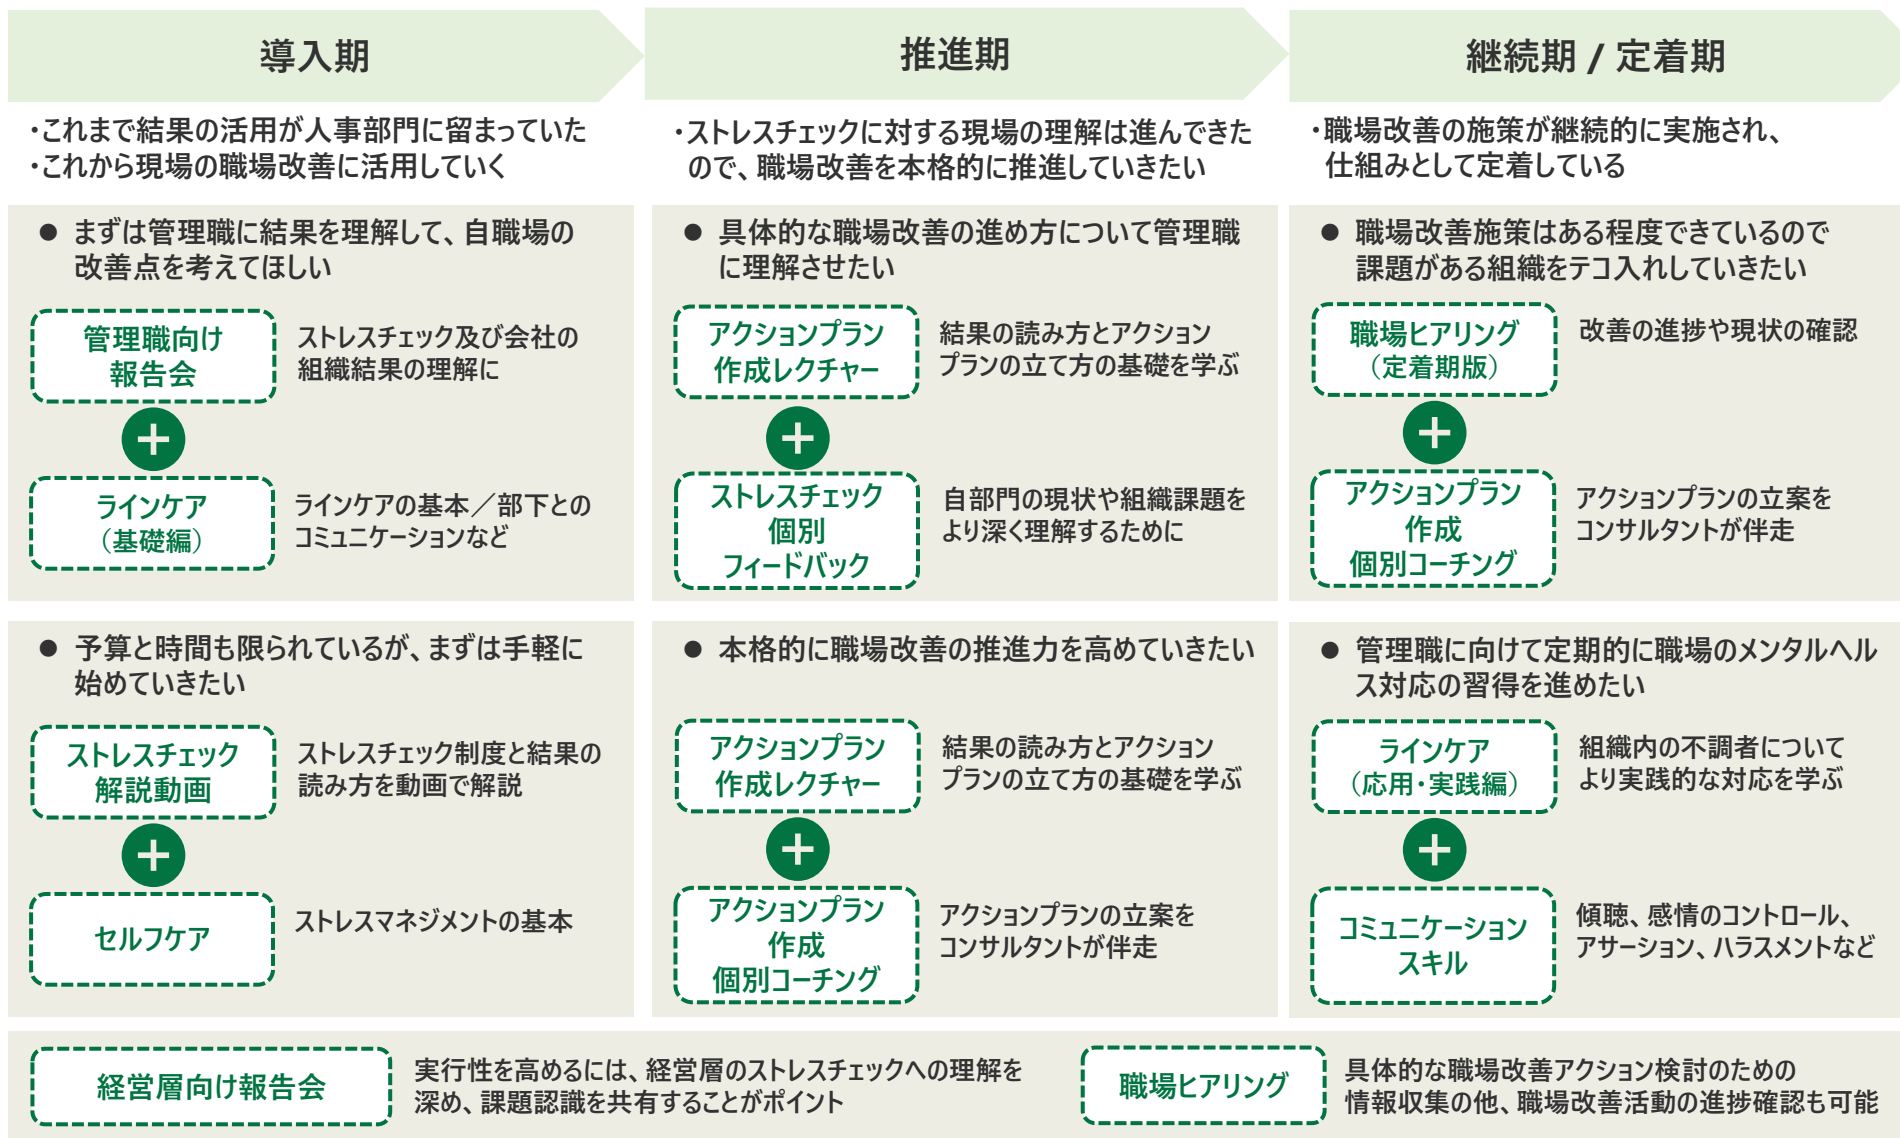 導入期
・これまで結果の活用が人事部門に留まっていた
・これから現場の職場改善に活用していく
● まずは管理職に結果を理解して、自職場の
改善点を考えてほしい
管理職向け
報告会
ストレスチェック及び会社の
組織結果の理解に
+
ラインケア
（基礎編）
ラインケアの基本／部下との
コミュニケーションなど
● 予算と時間も限られているが、まずは手軽に
始めていきたい
ストレスチェック
解説動画
ストレスチェック制度と結果の
読み方を動画で解説
+
セルフケア
ストレスマネジメントの基本
推進期
・ストレスチェックに対する現場の理解は進んできた
ので、職場改善を本格的に推進していきたい
● 具体的な職場改善の進め方について管理職
に理解させたい
アクションプラン
作成レクチャー
結果の読み方とアクション
プランの立て方の基礎を学ぶ
+
ストレスチェック
個別
フィードバック
自部門の現状や組織課題を
より深く理解するために
● 本格的に職場改善の推進力を高めていきたい
アクションプラン
作成レクチャー
結果の読み方とアクション
プランの立て方の基礎を学ぶ
+
アクションプラン
作成
個別コーチング
アクションプランの立案を
コンサルタントが伴走
継続期 / 定着期
・職場改善の施策が継続的に実施され、
仕組みとして定着している
● 職場改善施策はある程度できているので
課題がある組織をテコ入れしていきたい
職場ヒアリング
（定着期版）
改善の進捗や現状の確認
+
アクションプラン
作成
個別コーチング
アクションプランの立案を
コンサルタントが伴走
● 管理職に向けて定期的に職場のメンタルヘル
ス対応の習得を進めたい
ラインケア
（応用・実践編）
組織内の不調者について
より実践的な対応を学ぶ
+
コミュニケーション
スキル
傾聴、感情のコントロール、
アサーション、ハラスメントなど
経営層向け報告会
実行性を高めるには、経営層のストレスチェックへの理解を
深め、課題認識を共有することがポイント
職場ヒアリング
具体的な職場改善アクション検討のための
情報収集の他、職場改善活動の進捗確認も可能